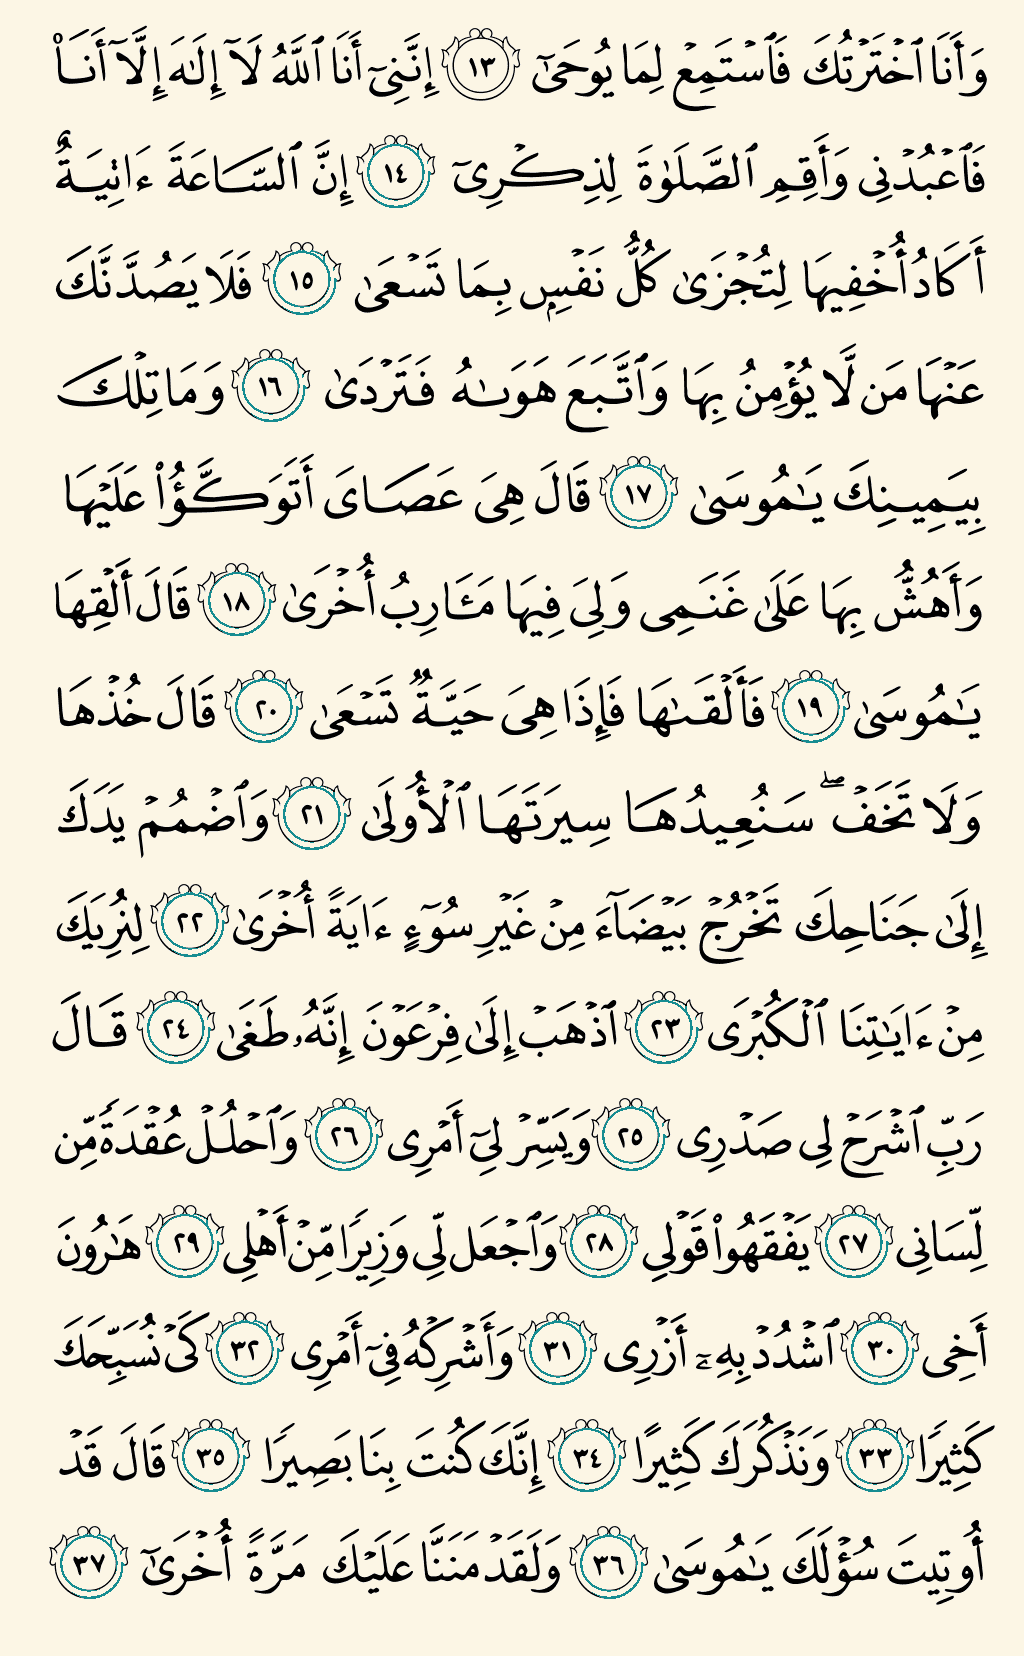 وَأَنَا ٱخْتَرْتُكَ فَٱسْتَمِعْ لِمَا يُوحَىٰٓ ١٣ إِنَّنِىٓ أَنَا ٱللَّهُ لَآ إِلَـٰهَ إِلَّآ أَنَا۠
فَٱعْبُدْنِى وَأَقِمِ ٱلصَّلَوٰةَ لِذِكْرِىٓ ١٤ إِنَّ ٱلسَّاعَةَ ءَاتِيَةٌ
أَكَادُ أُخْفِيهَا لِتُجْزَىٰ كُلُّ نَفْسٍۭ بِمَا تَسْعَىٰ ١٥ فَلَا يَصُدَّنَّكَ
عَنْهَا مَن لَّا يُؤْمِنُ بِهَا وَٱتَّبَعَ هَوَىٰهُ فَتَرْدَىٰ ١٦ وَمَا تِلْكَ
بِيَمِينِكَ يَـٰمُوسَىٰ ١٧ قَالَ هِىَ عَصَاىَ أَتَوَكَّؤُا۟ عَلَيْهَا
وَأَهُشُّ بِهَا عَلَىٰ غَنَمِى وَلِىَ فِيهَا مَـَٔارِبُ أُخْرَىٰ ١٨ قَالَ أَلْقِهَا
يَـٰمُوسَىٰ ١٩ فَأَلْقَىٰهَا فَإِذَا هِىَ حَيَّةٌ تَسْعَىٰ ٢٠ قَالَ خُذْهَا
وَلَا تَخَفْ ۖ سَنُعِيدُهَا سِيرَتَهَا ٱلْأُولَىٰ ٢١ وَٱضْمُمْ يَدَكَ
إِلَىٰ جَنَاحِكَ تَخْرُجْ بَيْضَآءَ مِنْ غَيْرِ سُوٓءٍ ءَايَةً أُخْرَىٰ ٢٢ لِنُرِيَكَ
مِنْ ءَايَـٰتِنَا ٱلْكُبْرَى ٢٣ ٱذْهَبْ إِلَىٰ فِرْعَوْنَ إِنَّهُۥ طَغَىٰ ٢٤ قَالَ
رَبِّ ٱشْرَحْ لِى صَدْرِى ٢٥ وَيَسِّرْ لِىٓ أَمْرِى ٢٦ وَٱحْلُلْ عُقْدَةً مِّن
لِّسَانِى ٢٧ يَفْقَهُوا۟ قَوْلِى ٢٨ وَٱجْعَل لِّى وَزِيرًا مِّنْ أَهْلِى ٢٩ هَـٰرُونَ
أَخِى ٣٠ ٱشْدُدْ بِهِۦٓ أَزْرِى ٣١ وَأَشْرِكْهُ فِىٓ أَمْرِى ٣٢ كَىْ نُسَبِّحَكَ
كَثِيرًا ٣٣ وَنَذْكُرَكَ كَثِيرًا ٣٤ إِنَّكَ كُنتَ بِنَا بَصِيرًا ٣٥ قَالَ قَدْ
أُوتِيتَ سُؤْلَكَ يَـٰمُوسَىٰ ٣٦ وَلَقَدْ مَنَنَّا عَلَيْكَ مَرَّةً أُخْرَىٰٓ ٣٧